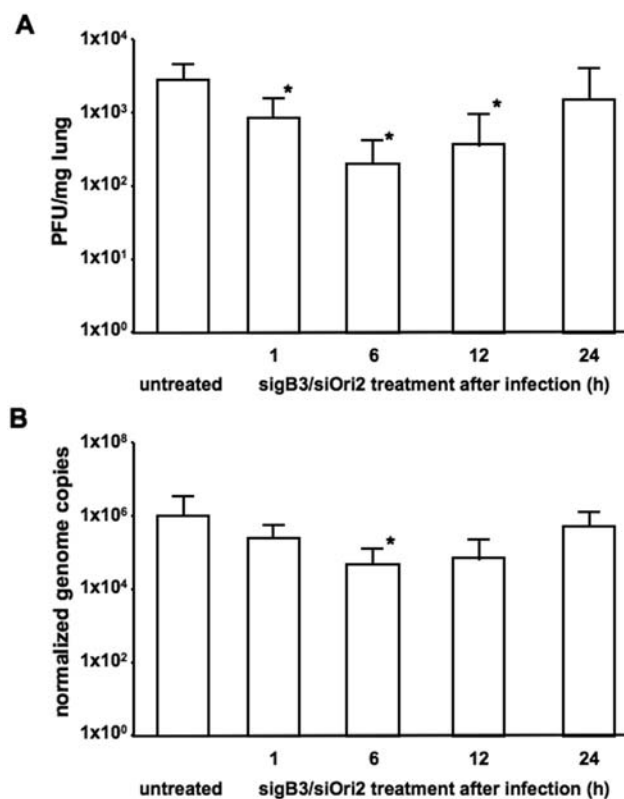 A
PFU/mg lung
1x10⁴
1x10³
1x10²
1x10¹
1x10⁰
*
*
*
1 6 12 24
untreated sigB3/siOri2 treatment after infection (h)
B
normalized genome copies
1x10⁸
1x10⁶
1x10⁴
1x10²
1x10⁰
*
1 6 12 24
untreated sigB3/siOri2 treatment after infection (h)